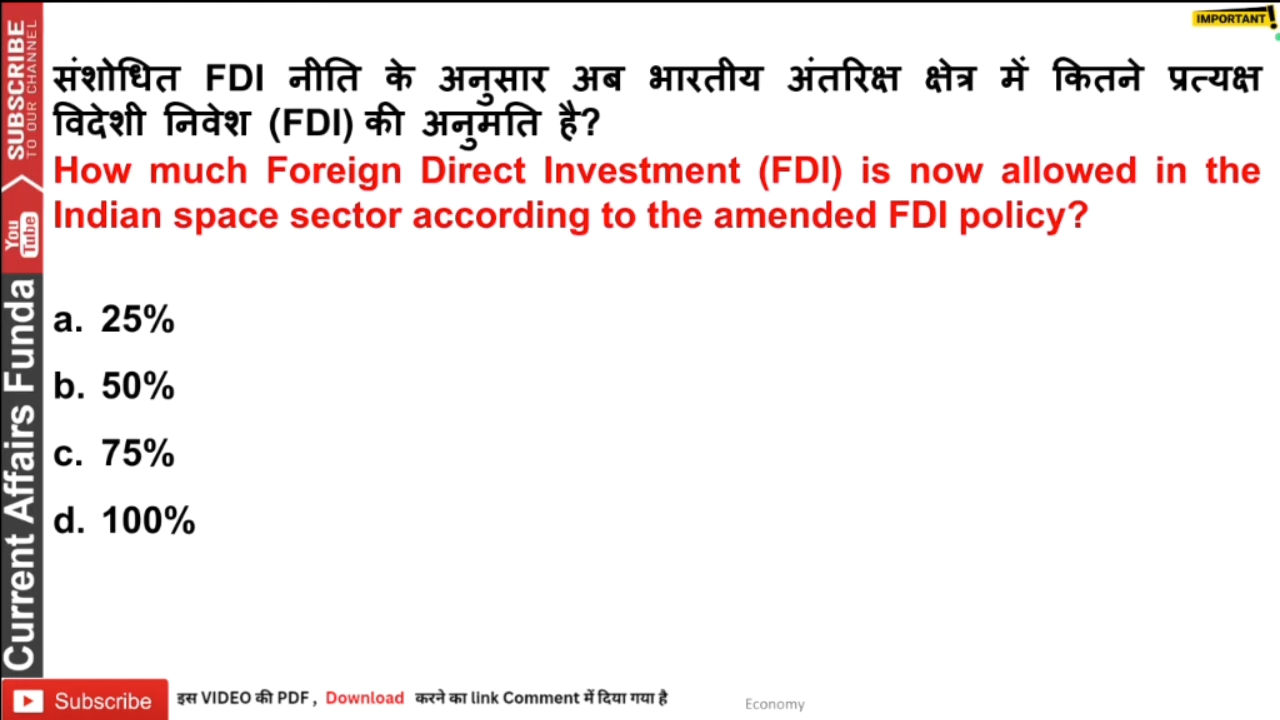 IMPORTANT!
संशोधित FDI नीति के अनुसार अब भारतीय अंतरिक्ष क्षेत्र में कितने प्रत्यक्ष
विदेशी निवेश (FDI) की अनुमति है?
How much Foreign Direct Investment (FDI) is now allowed in the
Indian space sector according to the amended FDI policy?
a. 25%
b. 50%
c. 75%
d. 100%
SUBSCRIBE
TO OUR CHANNEL
You
Tube
Current Affairs Funda
Subscribe
इस VIDEO की PDF , Download करने का link Comment में दिया गया है
Economy